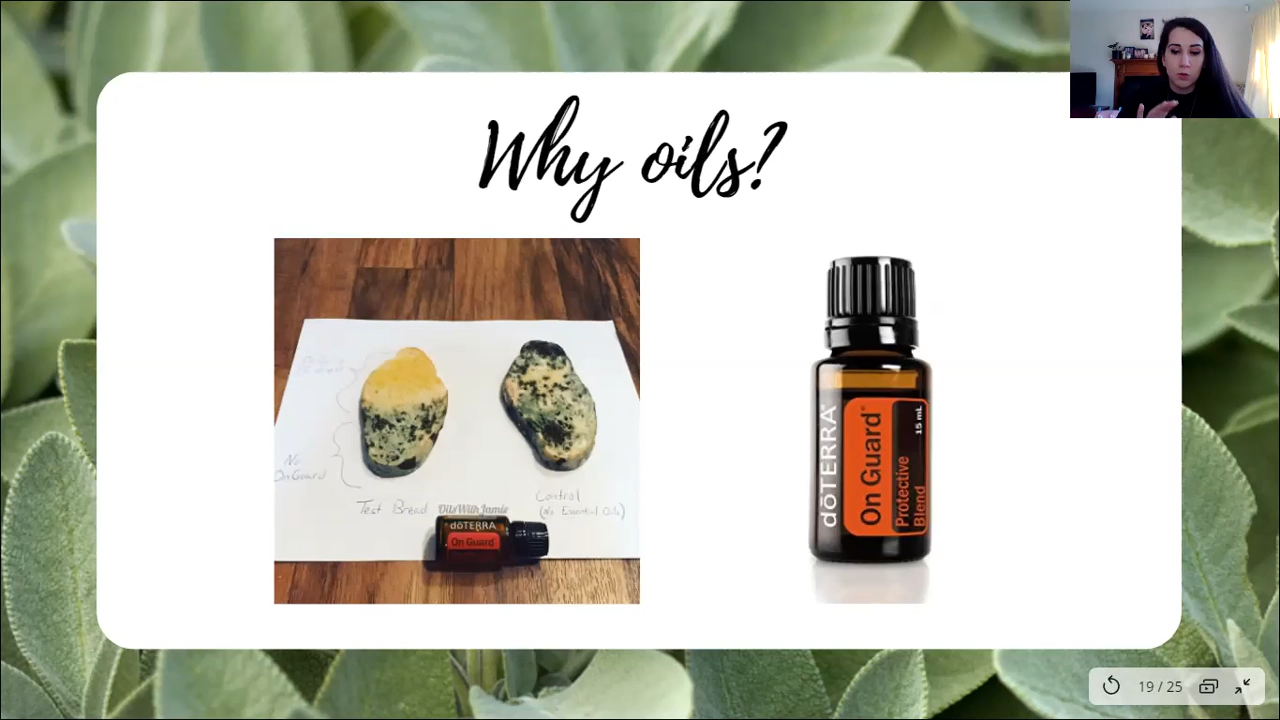 Why oils?
No
OnGuard
Test Bread
OilsWithJamie
Control
(No Essential Oils)
dōTERRA
On Guard
dōTERRA
On Guard®
Protective
Blend
15 mL
19 / 25